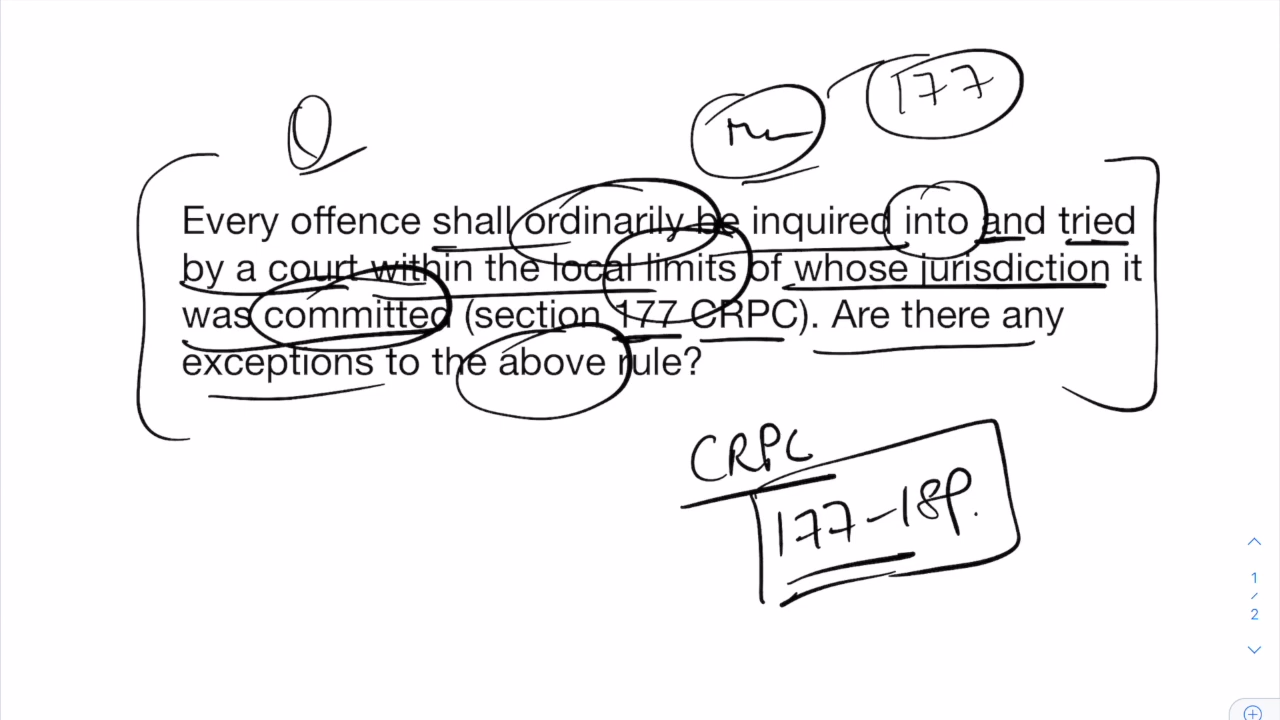 177
Every offence shall ordinarily be inquired into and tried
by a court within the local limits of whose jurisdiction it
was committed (section 177 CRPC). Are there any
exceptions to the above rule?
CRPC
177-189.
1
/
2